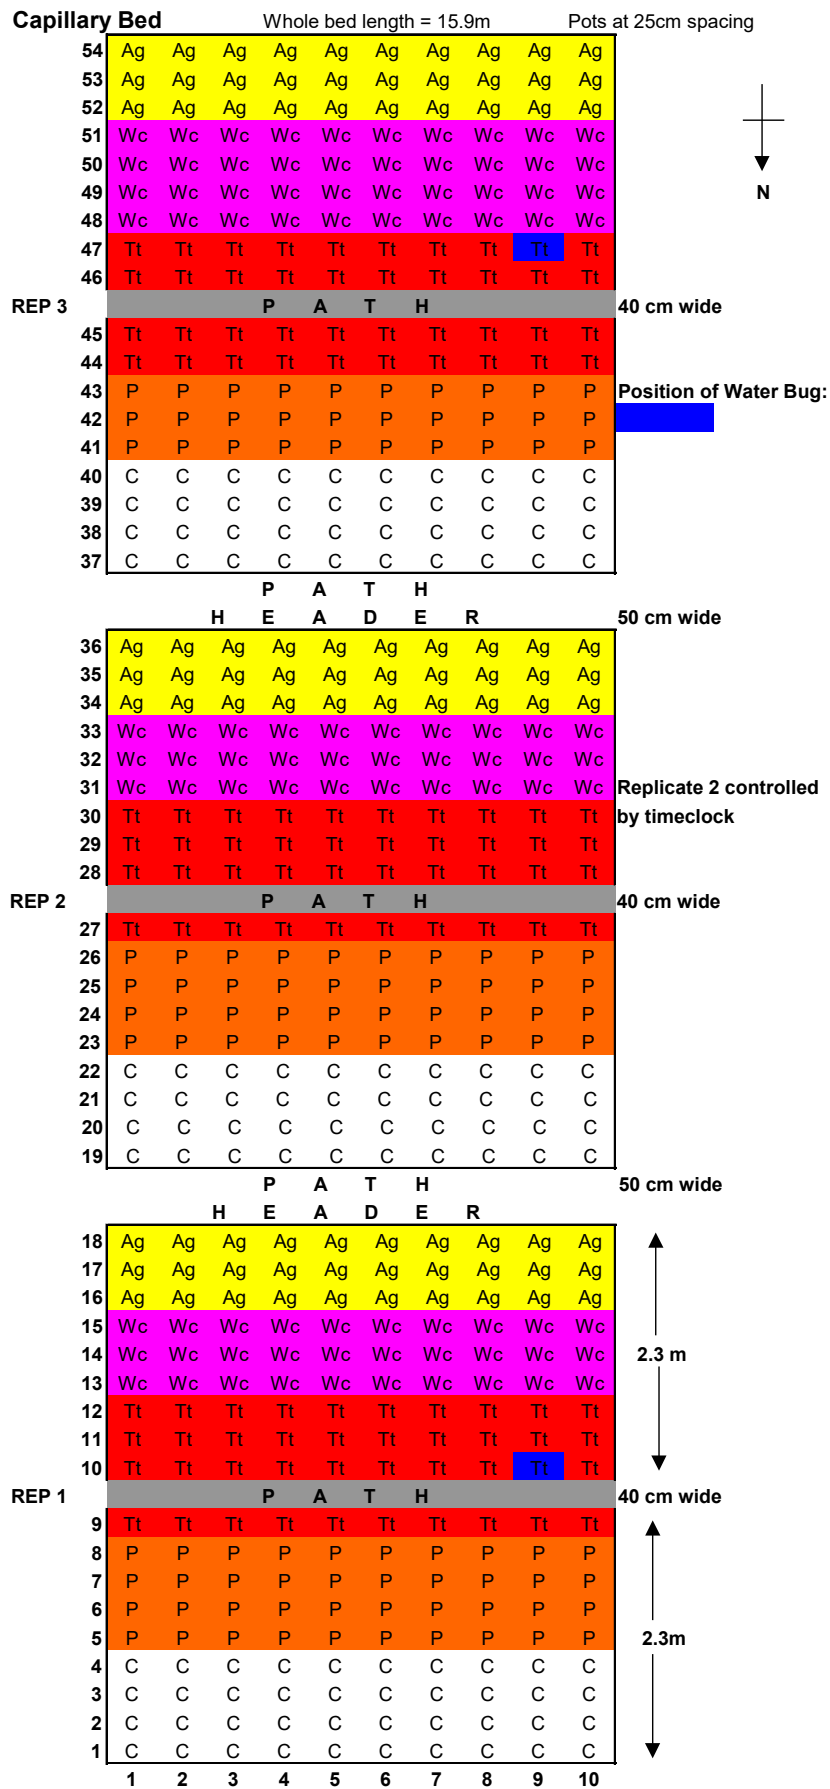 Capillary Bed Whole bed length = 15.9m Pots at 25cm spacing
54 Ag Ag Ag Ag Ag Ag Ag Ag Ag Ag
53 Ag Ag Ag Ag Ag Ag Ag Ag Ag Ag
52 Ag Ag Ag Ag Ag Ag Ag Ag Ag Ag
51 Wc Wc Wc Wc Wc Wc Wc Wc Wc Wc
50 Wc Wc Wc Wc Wc Wc Wc Wc Wc Wc
49 Wc Wc Wc Wc Wc Wc Wc Wc Wc Wc
N
48 Wc Wc Wc Wc Wc Wc Wc Wc Wc Wc
47 Tt Tt Tt Tt Tt Tt Tt Tt Tt Tt
46 Tt Tt Tt Tt Tt Tt Tt Tt Tt Tt
REP 3 P A T H 40 cm wide
45 Tt Tt Tt Tt Tt Tt Tt Tt Tt Tt
44 Tt Tt Tt Tt Tt Tt Tt Tt Tt Tt
43 P P P P P P P P P P Position of Water Bug:
42 P P P P P P P P P P
41 P P P P P P P P P P
40 C C C C C C C C C C
39 C C C C C C C C C C
38 C C C C C C C C C C
37 C C C C C C C C C C
P A T H
H E A D E R 50 cm wide
36 Ag Ag Ag Ag Ag Ag Ag Ag Ag Ag
35 Ag Ag Ag Ag Ag Ag Ag Ag Ag Ag
34 Ag Ag Ag Ag Ag Ag Ag Ag Ag Ag
33 Wc Wc Wc Wc Wc Wc Wc Wc Wc Wc
32 Wc Wc Wc Wc Wc Wc Wc Wc Wc Wc
31 Wc Wc Wc Wc Wc Wc Wc Wc Wc Wc Replicate 2 controlled
30 Tt Tt Tt Tt Tt Tt Tt Tt Tt Tt by timeclock
29 Tt Tt Tt Tt Tt Tt Tt Tt Tt Tt
28 Tt Tt Tt Tt Tt Tt Tt Tt Tt Tt
REP 2 P A T H 40 cm wide
27 Tt Tt Tt Tt Tt Tt Tt Tt Tt Tt
26 P P P P P P P P P P
25 P P P P P P P P P P
24 P P P P P P P P P P
23 P P P P P P P P P P
22 C C C C C C C C C C
21 C C C C C C C C C C
20 C C C C C C C C C C
19 C C C C C C C C C C
P A T H 50 cm wide
H E A D E R
18 Ag Ag Ag Ag Ag Ag Ag Ag Ag Ag
17 Ag Ag Ag Ag Ag Ag Ag Ag Ag Ag
16 Ag Ag Ag Ag Ag Ag Ag Ag Ag Ag
15 Wc Wc Wc Wc Wc Wc Wc Wc Wc Wc
14 Wc Wc Wc Wc Wc Wc Wc Wc Wc Wc 2.3 m
13 Wc Wc Wc Wc Wc Wc Wc Wc Wc Wc
12 Tt Tt Tt Tt Tt Tt Tt Tt Tt Tt
11 Tt Tt Tt Tt Tt Tt Tt Tt Tt Tt
10 Tt Tt Tt Tt Tt Tt Tt Tt Tt Tt
REP 1 P A T H 40 cm wide
9 Tt Tt Tt Tt Tt Tt Tt Tt Tt Tt
8 P P P P P P P P P P
7 P P P P P P P P P P
6 P P P P P P P P P P
5 P P P P P P P P P P 2.3m
4 C C C C C C C C C C
3 C C C C C C C C C C
2 C C C C C C C C C C
1 C C C C C C C C C C
1 2 3 4 5 6 7 8 9 10